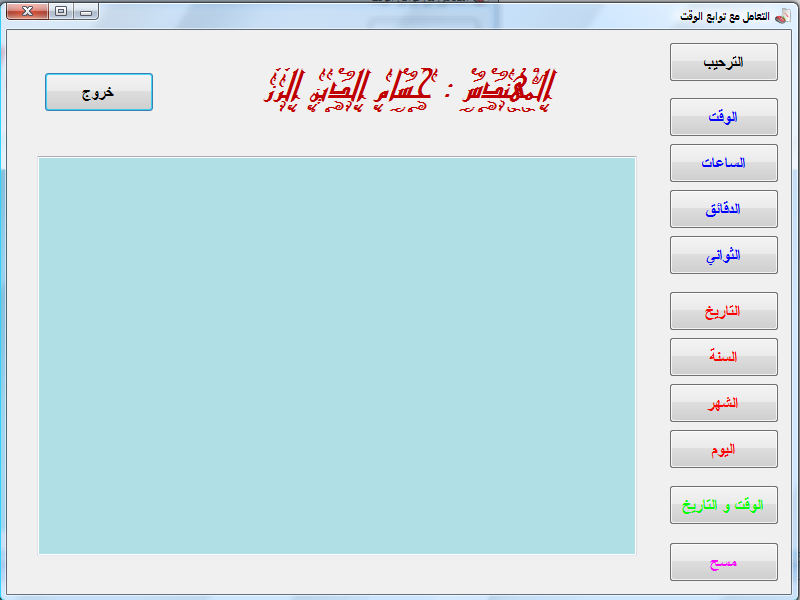 التعامل مع توابع الوقت
الترحيب
المهندس : حسام الدين الرز
خروج
الوقت
الساعات
الدقائق
الثواني
التاريخ
السنة
الشهر
اليوم
الوقت و التاريخ
مسح